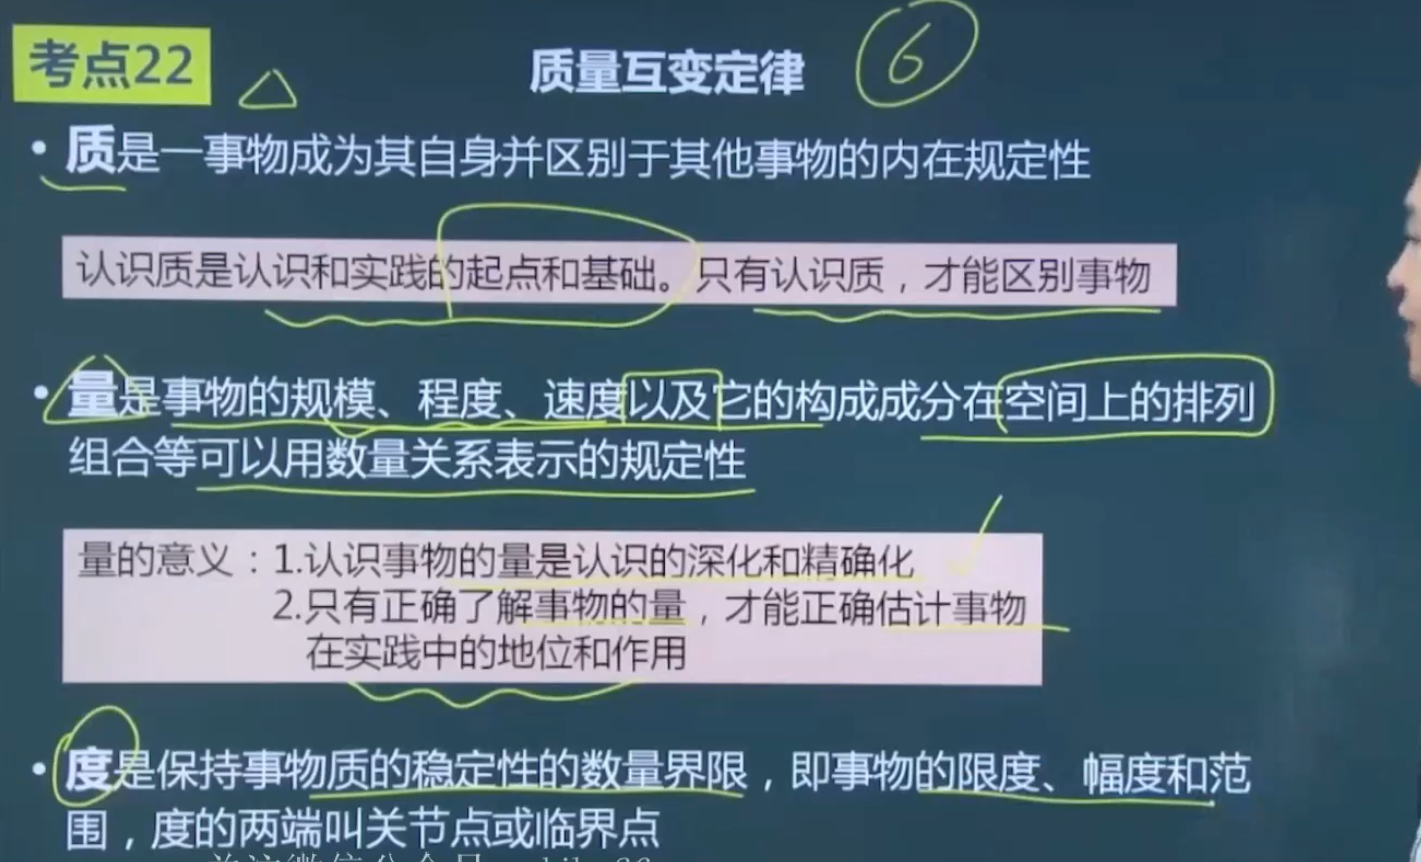 考点22
质量互变定律
6
• 质是一事物成为其自身并区别于其他事物的内在规定性
认识质是认识和实践的起点和基础。只有认识质，才能区别事物
• 量是事物的规模、程度、速度以及它的构成成分在空间上的排列
组合等可以用数量关系表示的规定性
量的意义：1.认识事物的量是认识的深化和精确化
2.只有正确了解事物的量，才能正确估计事物
在实践中的地位和作用
• 度是保持事物质的稳定性的数量界限，即事物的限度、幅度和范
围，度的两端叫关节点或临界点